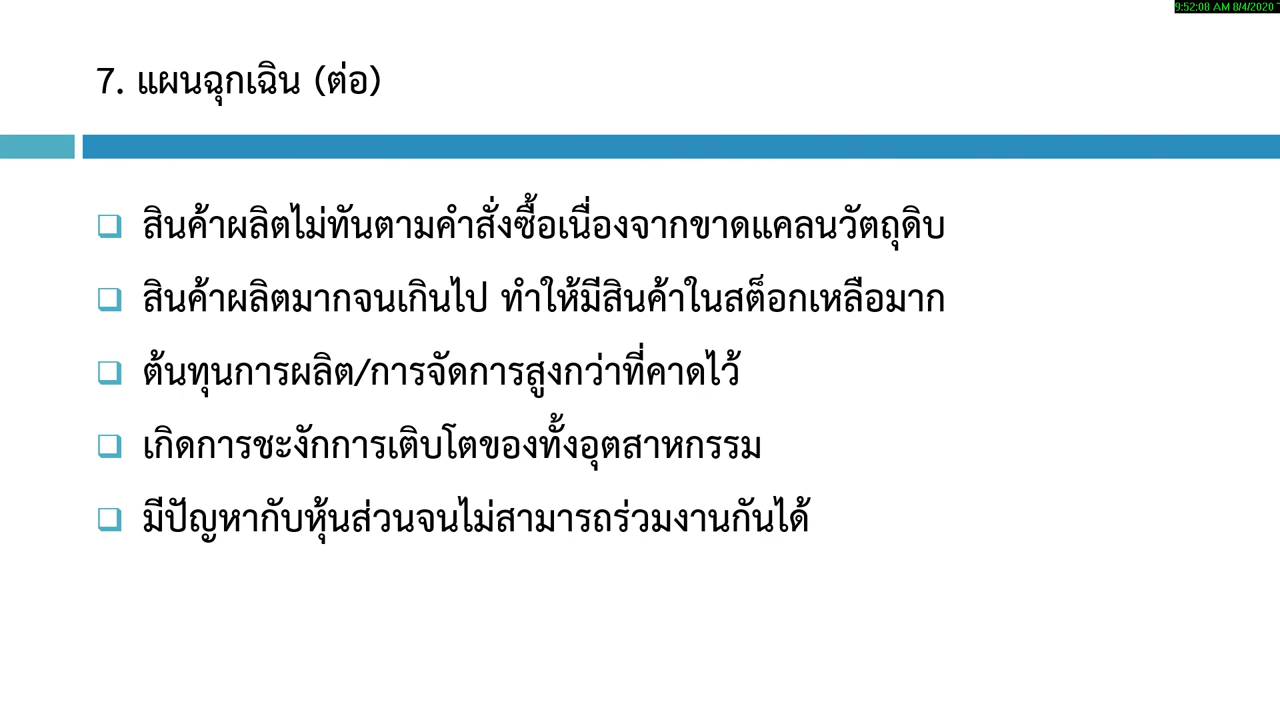 9:52:08 AM 8/4/2020
7. แผนฉุกเฉิน (ต่อ)
สินค้าผลิตไม่ทันตามคำสั่งซื้อเนื่องจากขาดแคลนวัตถุดิบ
สินค้าผลิตมากจนเกินไป ทำให้มีสินค้าในสต็อกเหลือมาก
ต้นทุนการผลิต/การจัดการสูงกว่าที่คาดไว้
เกิดการชะงักการเติบโตของทั้งอุตสาหกรรม
มีปัญหากับหุ้นส่วนจนไม่สามารถร่วมงานกันได้